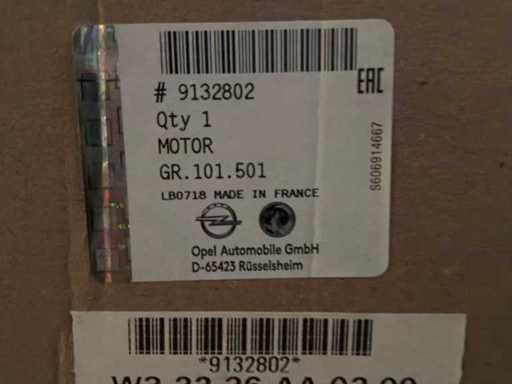 # 9132802
EAC
Qty 1
MOTOR
GR.101.501
LB0718 MADE IN FRANCE
S606914667
Opel Automobile GmbH
D-65423 Rüsselsheim
*9132802*